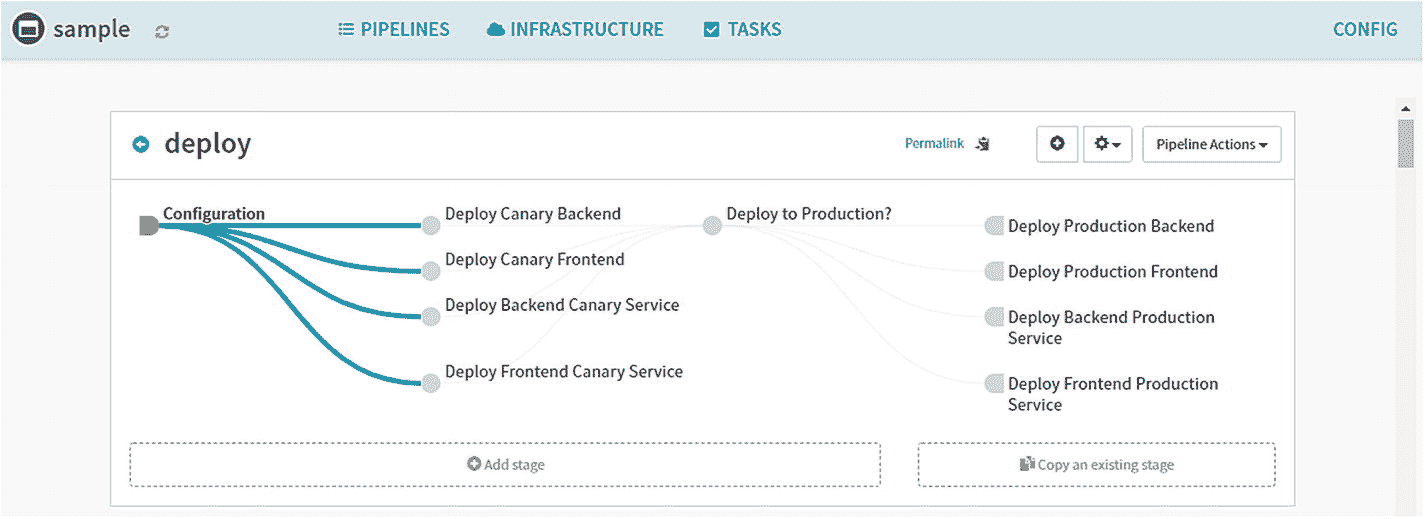 sample
PIPELINES
INFRASTRUCTURE
TASKS
CONFIG
deploy
Permalink
Pipeline Actions
Configuration
Deploy Canary Backend
Deploy Canary Frontend
Deploy Backend Canary Service
Deploy Frontend Canary Service
Deploy to Production?
Deploy Production Backend
Deploy Production Frontend
Deploy Backend Production
Service
Deploy Frontend Production
Service
Add stage
Copy an existing stage